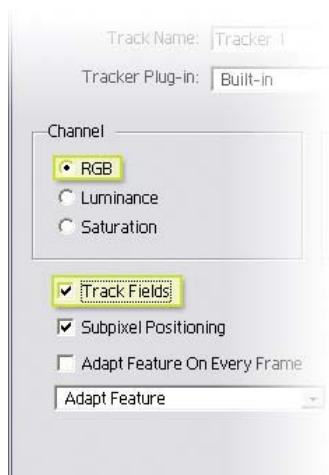 Track Name: Tracker 1
Tracker Plug-in: Built-in
Channel
RGB
Luminance
Saturation
Track Fields
Subpixel Positioning
Adapt Feature On Every Frame
Adapt Feature